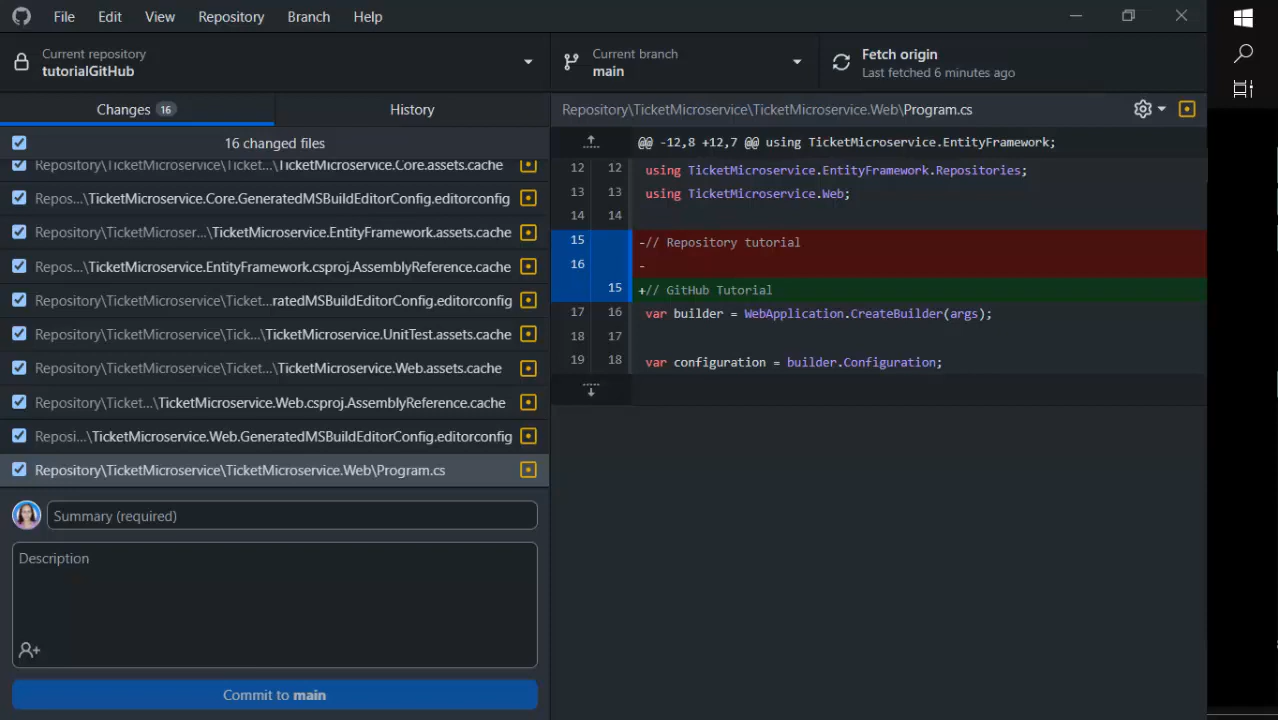 File Edit View Repository Branch Help
Current repository
tutorialGitHub
Current branch
main
Fetch origin
Last fetched 6 minutes ago
Changes 16
History
16 changed files
Repository\TicketMicroservice\Ticket...\TicketMicroservice.Core.assets.cache
Repos...\TicketMicroservice.Core.GeneratedMSBuildEditorConfig.editorconfig
Repository\TicketMicroser...\TicketMicroservice.EntityFramework.assets.cache
Repos...\TicketMicroservice.EntityFramework.csproj.AssemblyReference.cache
Repository\TicketMicroservice\Ticket...ratedMSBuildEditorConfig.editorconfig
Repository\TicketMicroservice\Tick...\TicketMicroservice.UnitTest.assets.cache
Repository\TicketMicroservice\Ticket...\TicketMicroservice.Web.assets.cache
Repository\Ticket...\TicketMicroservice.Web.csproj.AssemblyReference.cache
Reposi...\TicketMicroservice.Web.GeneratedMSBuildEditorConfig.editorconfig
Repository\TicketMicroservice\TicketMicroservice.Web\Program.cs
Summary (required)
Description
Commit to main
Repository\TicketMicroservice\TicketMicroservice.Web\Program.cs
@@ -12,8 +12,7 @@ using TicketMicroservice.EntityFramework;
12 12 using TicketMicroservice.EntityFramework.Repositories;
13 13 using TicketMicroservice.Web;
14 14
15 -// Repository tutorial
16 -
15 +// GitHub Tutorial
17 16 var builder = WebApplication.CreateBuilder(args);
18 17
19 18 var configuration = builder.Configuration;